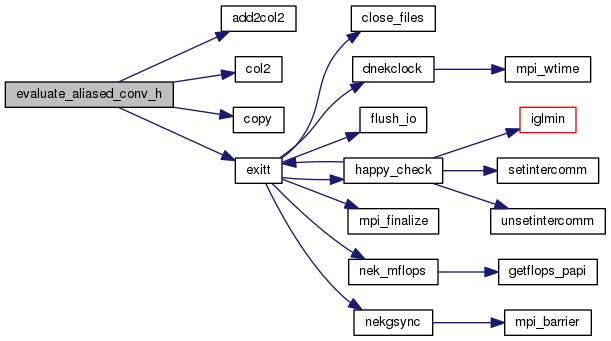 evaluate_aliased_conv_h
add2col2
col2
copy
exitt
close_files
dnekclock
flush_io
happy_check
mpi_finalize
nek_mflops
nekgsync
mpi_wtime
iglmin
setintercomm
unsetintercomm
getflops_papi
mpi_barrier